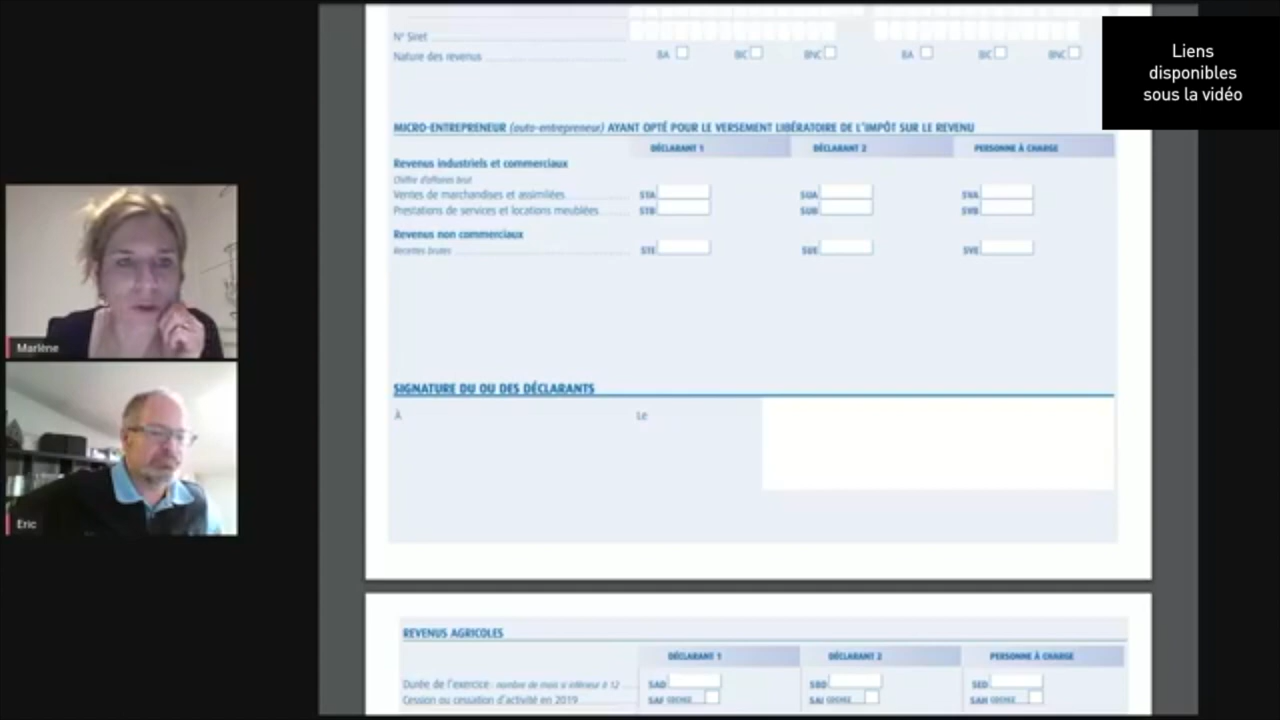 Liens
disponibles
sous la vidéo
N° Siret
BA BIC BNC BA BIC BNC
Nature des revenus
MICRO-ENTREPRENEUR (auto-entrepreneur) AYANT OPTÉ POUR LE VERSEMENT LIBÉRATOIRE DE L'IMPÔT SUR LE REVENU
DÉCLARANT 1 DÉCLARANT 2 PERSONNE À CHARGE
Revenus industriels et commerciaux
Chiffre d'affaires brut
Ventes de marchandises et assimilées 5TA 5UA 5VA
Prestations de services et locations meublées 5TB 5UB 5VB
Revenus non commerciaux
Recettes brutes 5TE 5UE 5VE
Marlène
SIGNATURE DU OU DES DÉCLARANTS
À Le
Eric
REVENUS AGRICOLES
DÉCLARANT 1 DÉCLARANT 2 PERSONNE À CHARGE
Durée de l'exercice : nombre de mois si inférieur à 12 5AD 5BD 5ED
Cession ou cessation d'activité en 2019 5AF COCHEZ 5AI COCHEZ 5AH COCHEZ